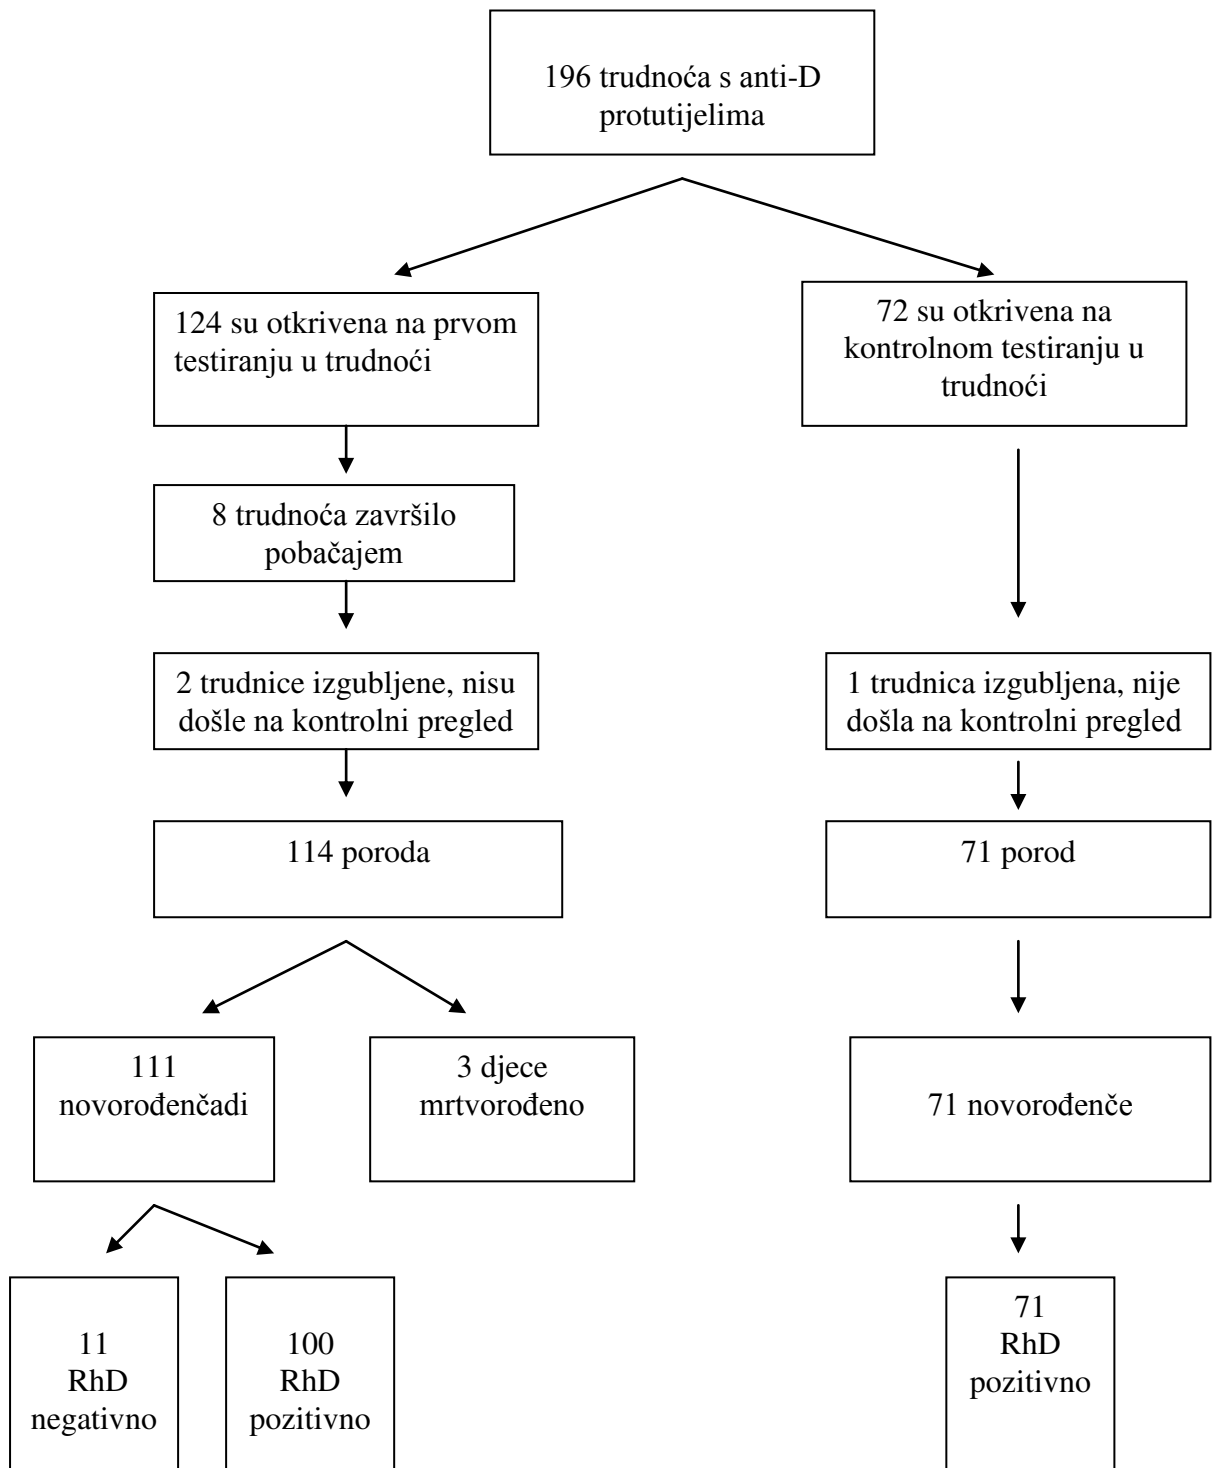 196 trudnoća s anti-D
protutijelima
124 su otkrivena na prvom
testiranju u trudnoći
72 su otkrivena na
kontrolnom testiranju u
trudnoći
8 trudnoća završilo
pobačajem
2 trudnice izgubljene, nisu
došle na kontrolni pregled
1 trudnica izgubljena, nije
došla na kontrolni pregled
114 poroda
71 porod
111
novorođenčadi
3 djece
mrtvorođeno
71 novorođenče
11
RhD
negativno
100
RhD
pozitivno
71
RhD
pozitivno